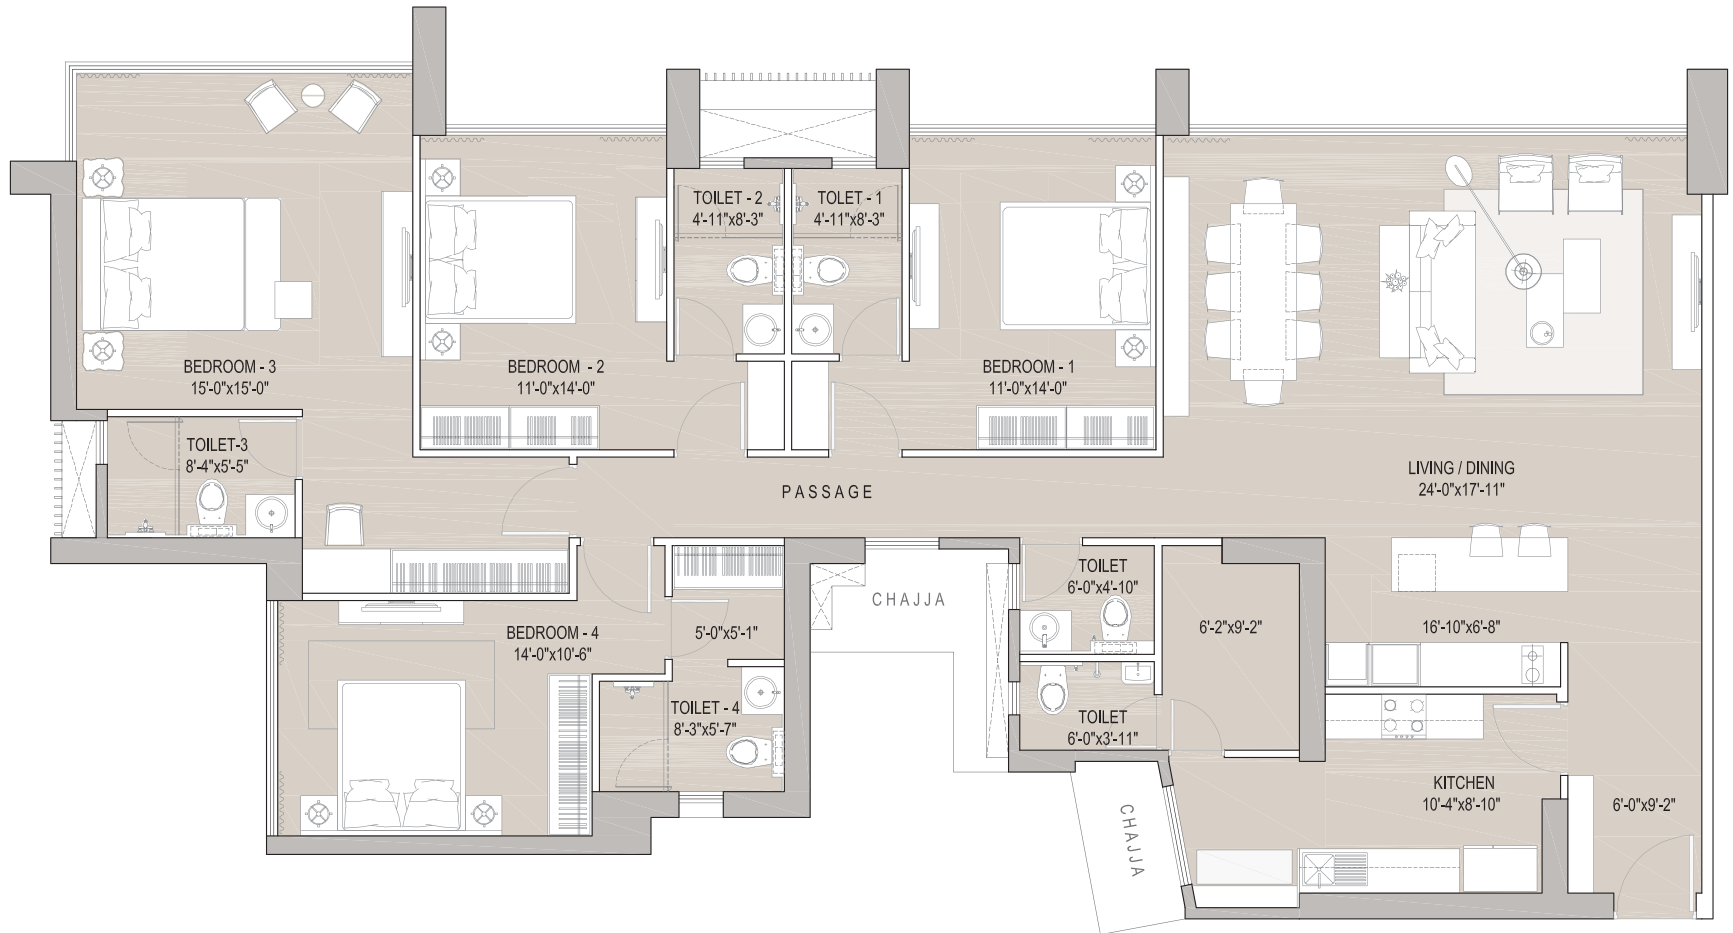 TOILET - 2
4'-11"x8'-3"
TOLET - 1
4'-11"x8'-3"
BEDROOM - 3
15'-0"x15'-0"
BEDROOM - 2
11'-0"x14'-0"
BEDROOM - 1
11'-0"x14'-0"
TOILET-3
8'-4"x5'-5"
PASSAGE
LIVING / DINING
24'-0"x17'-11"
CHAJJA
TOILET
6'-0"x4'-10"
BEDROOM - 4
14'-0"x10'-6"
5'-0"x5'-1"
6'-2"x9'-2"
16'-10"x6'-8"
TOILET - 4
8'-3"x5'-7"
TOILET
6'-0"x3'-11"
KITCHEN
10'-4"x8'-10"
6'-0"x9'-2"
CHAJJA